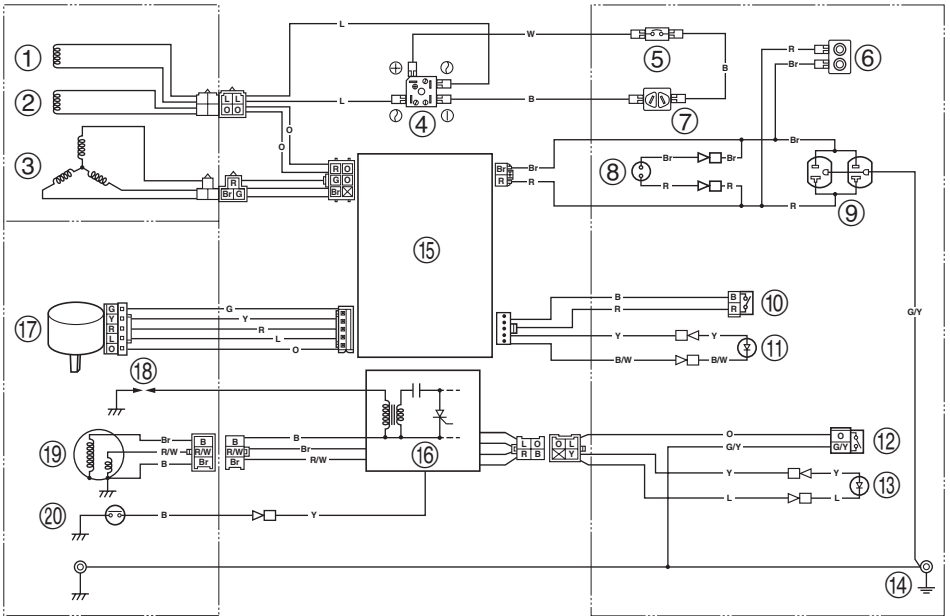 L
W
①
⑤
R
⑥
Br
B
②
L L
L
④
B
⑦
O O
O
Br
O
R O
Br
Br
Br
Br
③
R
G O
R
⑧
R
R
Br G
Br
⑨
R
⑮
G
G
B
B
⑩
Y
Y
R
R
⑰
R
R
G/Y
L
L
Y
Y
⑪
O
O
B/W
B/W
⑱
Br
B
B
B
L O
O L
O
O
⑫
⑲
R/W
R/W
R/W
Br
⑯
R B
Y
G/Y
G/Y
B
Br
Br
R/W
Y
Y
⑬
L
L
⑳
B
Y
⑭